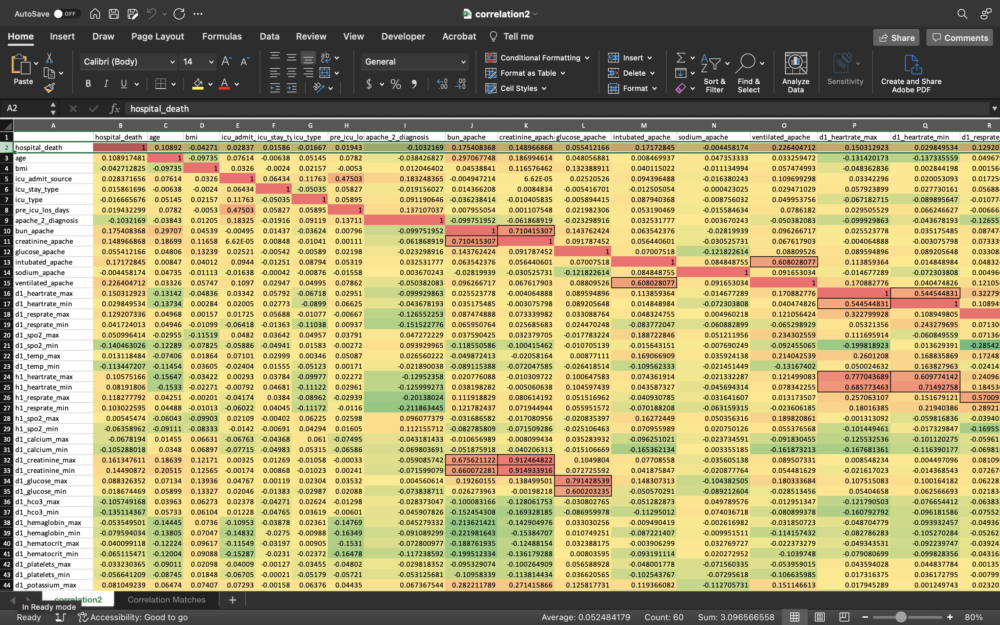 AutoSave OFF correlation2
Home Insert Draw Page Layout Formulas Data Review View Developer Acrobat Tell me Share Comments
Paste Calibri (Body) 14 General Conditional Formatting Format as Table Cell Styles Insert Delete Format Sort & Filter Find & Select Analyze Data Sensitivity Create and Share Adobe PDF
A2 fx hospital_death
A B C D E F G H I J K L M N O P Q R
1 hospital_death age bmi icu_admit icu_stay_ty icu_type pre_icu_lo apache_2_diagnosis bun_apache creatinine_apach glucose_apache intubated_apache sodium_apache ventilated_apache d1_heartrate_max d1_heartrate_min d1_resprate_
2 hospital_death 1 0.10892 -0.04271 0.02837 0.01586 -0.01667 0.01943 -0.1032169 0.175408368 0.148966868 0.055412166 0.17172845 -0.004458174 0.226404712 0.150312923 0.029849534 0.12920
3 age 0.108917481 1 -0.09735 0.07614 -0.00638 0.05145 0.0782 -0.038426827 0.297067748 0.186994614 0.048056881 0.008469937 0.047353333 0.033259472 -0.131420173 -0.137335559 0.04967
4 bmi -0.042712825 -0.09735 1 0.0326 -0.0024 0.02157 -0.0053 0.012046402 0.04538841 0.116576462 0.132388911 0.040115022 -0.011134994 0.057474993 -0.048362836 0.002844198 0.00156
5 icu_admit_source 0.028371656 0.07614 0.0326 1 0.06434 0.11763 0.47503 0.183248365 -0.004947214 6.62E-05 0.02520526 0.094396488 -0.016380243 0.109699298 0.03342296 0.020053093 0.01725
6 icu_stay_type 0.015861696 -0.00638 -0.0024 0.06434 1 -0.05035 0.05827 -0.019156027 0.014366208 0.0084834 -0.005416701 -0.012505054 -0.000423025 0.029471029 0.057923899 0.027730161 0.05688
7 icu_type -0.016665676 0.05145 0.02157 0.11763 -0.05035 1 0.05895 0.091190646 -0.036238414 -0.010405835 -0.005894415 0.087940368 -0.008756032 0.049953756 -0.067182715 -0.089895647 -0.01077
8 pre_icu_los_days 0.019432299 0.0782 -0.0053 0.47503 0.05827 0.05895 1 0.137107037 0.007955054 0.001107548 0.021982306 0.053190469 -0.015584634 0.0786182 0.029505529 0.066246627 -0.00666
9 apache_2_diagnosis -0.1032169 -0.03843 0.01205 0.18325 -0.01916 0.09119 0.13711 1 -0.099751952 -0.061868919 -0.023298916 0.032531777 0.003670243 -0.050382083 -0.099929863 -0.043678193 -0.12655
10 bun_apache 0.175408368 0.29707 0.04539 -0.00495 0.01437 -0.03624 0.00796 -0.099751952 1 0.710415307 0.143762424 0.063542376 -0.02819939 0.096266717 0.025523778 0.035175485 0.08747
11 creatinine_apache 0.148966868 0.18699 0.11658 6.62E-05 0.00848 -0.01041 0.00111 -0.061868919 0.710415307 1 0.091787452 0.056440601 -0.030525731 0.067617903 -0.004064888 -0.003075798 0.07333
12 glucose_apache 0.055412166 0.04806 0.13239 0.02521 -0.00542 -0.00589 0.02198 -0.023298916 0.143762424 0.091787452 1 0.07007518 -0.121822614 0.08809526 0.089594896 0.089205648 0.03308
13 intubated_apache 0.17172845 0.00847 0.04012 0.0944 -0.01251 0.08794 0.05319 0.032531777 0.063542376 0.056440601 0.07007518 1 0.084848755 0.608028077 0.113859364 0.014848984 0.04832
14 sodium_apache -0.004458174 0.04735 -0.01113 -0.01638 -0.00042 -0.00876 -0.01558 0.003670243 -0.02819939 -0.030525731 -0.121822614 0.084848755 1 0.091653034 -0.014677289 -0.072303808 0.00496
15 ventilated_apache 0.226404712 0.03326 0.05747 0.1097 0.02947 0.04995 0.07862 -0.050382083 0.096266717 0.067617903 0.08809526 0.608028077 0.091653034 1 0.170882776 0.040474826 0.12105
16 d1_heartrate_max 0.150312923 -0.13142 -0.04836 0.03342 0.05792 -0.06718 0.02951 -0.099929863 0.025523778 -0.004064888 0.089594896 0.113859364 -0.014677289 0.170882776 1 0.544544831 0.32279
17 d1_heartrate_min 0.029849534 -0.13734 0.00284 0.02005 0.02773 -0.0899 0.06625 -0.043678193 0.035175485 -0.003075798 0.089205648 0.014848984 -0.072303808 0.040474826 0.544544831 1 0.10894
18 d1_resprate_max 0.129207336 0.04968 0.00157 0.01725 0.05688 -0.01077 -0.00667 -0.126552253 0.087474888 0.073339982 0.033088764 0.048324755 0.004960218 0.121056424 0.322799928 0.108949805
19 d1_resprate_min 0.041724013 0.04946 -0.01099 -0.06418 -0.01363 -0.11038 0.00937 -0.151522776 0.065950764 0.025685683 0.024470248 -0.083772047 -0.060882899 -0.065298929 0.05321356 0.243279695 0.07130
20 d1_spo2_max 0.050996414 -0.02955 -0.11519 0.0482 0.03642 0.04957 0.03791 0.047272229 0.037590425 0.032379705 -0.017783224 0.188722846 0.051211956 0.234302559 0.111695914 -0.060849559 0.07136
21 d1_spo2_min -0.140463026 -0.12289 -0.07825 -0.05886 -0.04941 0.01583 -0.00272 0.093929965 -0.118550586 -0.100415462 -0.010705139 -0.015643151 -0.007690249 -0.092455065 -0.199818923 0.013629391 -0.28542
22 d1_temp_max 0.013118484 -0.07406 0.01864 0.07101 0.02999 0.00346 0.05087 0.026560222 -0.049872413 -0.02058164 0.00877111 0.169066909 0.035924138 0.214042539 0.2601208 0.168835869 0.17248
23 d1_temp_min -0.113447207 -0.11454 0.03605 -0.02404 0.01555 -0.05123 0.00171 -0.021890038 -0.089115388 -0.072047585 -0.026418514 -0.109562333 -0.021451449 -0.13167402 0.050024632 0.163827963 -0.02414
24 h1_heartrate_max 0.10575166 -0.15647 -0.03422 0.00293 0.03784 -0.09977 0.02272 -0.12952358 0.020776088 -0.010309722 0.100647583 0.074361914 -0.021332287 0.121499083 0.777043689 0.609774142 0.24096
25 h1_heartrate_min 0.08191806 -0.1533 -0.02271 -0.00792 0.04681 -0.11122 0.02961 -0.125999273 0.038198282 -0.005060638 0.104597439 0.043587327 -0.045694314 0.078342255 0.685773463 0.71492758 0.18453
26 h1_resprate_max 0.118277792 0.04251 -0.00201 -0.04174 0.0384 -0.08962 -0.02939 -0.20138024 0.111918829 0.080614192 0.051516962 -0.040930785 -0.031641607 0.013173507 0.257063107 0.151679121 0.57009
27 h1_resprate_min 0.103022595 0.04488 -0.01013 -0.06022 0.04045 -0.11172 -0.0116 -0.211863445 0.121782437 0.071944944 0.055951572 -0.070188208 -0.063159315 -0.023606185 0.18016385 0.21940386 0.28921
28 h1_spo2_max 0.00545474 -0.06043 -0.09903 0.02109 -0.00402 0.06225 0.02598 0.096077379 -0.031686582 -0.017080956 -0.020835397 0.16272449 0.050356316 0.189820861 -0.001313092 -0.059816836 -0.03940
29 h1_spo2_min -0.06358962 -0.09111 -0.08333 -0.0142 -0.00691 0.04294 0.01605 0.112155712 -0.082785809 -0.071509286 -0.025106463 0.070955989 0.020750126 0.055376568 -0.101449461 -0.017329847 -0.16955
30 d1_calcium_max -0.0678194 0.01455 0.06631 -0.06763 -0.04368 0.061 -0.07495 -0.043181433 -0.010656989 -0.008099434 0.035283932 -0.096251021 -0.023734591 -0.091830455 -0.125532536 -0.101120275 -0.05961
31 d1_calcium_min -0.105288018 0.0348 0.06897 -0.07715 -0.04983 0.05315 -0.06586 -0.069803691 -0.051875918 -0.040206313 -0.015106669 -0.165362134 0.003355185 -0.161873213 -0.167681361 -0.116390177 -0.06981
32 d1_creatinine_max 0.161347611 0.18639 0.12171 0.00325 0.01269 -0.01058 -0.00033 -0.059085742 0.675621122 0.912464822 0.1049804 0.07708558 -0.035605138 0.089507331 0.008548234 0.004497096 0.08109
33 d1_creatinine_min 0.14490872 0.20515 0.12565 -0.00174 0.00868 -0.01023 0.00241 -0.071599079 0.660072281 0.914933916 0.072725592 0.041875847 -0.020877764 0.054481629 -0.021617023 -0.014368543 0.07267
34 d1_glucose_max 0.088326352 0.07134 0.13936 0.04767 0.00119 0.02304 0.03532 0.004560614 0.19260155 0.138499501 0.791428539 0.148307313 -0.104382505 0.180333684 0.107515083 0.100164182 0.06228
35 d1_glucose_min 0.018674469 0.05899 0.13327 0.02046 -0.01383 -0.02987 0.02088 -0.073838711 0.026273963 -0.00198218 0.600203235 -0.050570291 -0.089212604 -0.028513456 0.05404658 0.062566693 0.02183
36 d1_hco3_max -0.105749168 0.03963 0.06273 0.02378 -0.04271 0.02624 -0.01298 -0.028373047 -0.100083166 -0.128061753 -0.030802765 -0.051282873 0.049789576 -0.012951347 -0.121790503 -0.076654412 -0.06383
37 d1_hco3_min -0.135114367 0.05733 0.06104 0.01228 -0.04765 0.03619 -0.00601 -0.045907826 -0.152454308 -0.169328185 -0.086959978 -0.11295012 0.074036718 -0.080899378 -0.160792792 -0.096181586 -0.07552
38 d1_hemaglobin_max -0.053549501 -0.14445 0.0736 -0.10953 -0.03878 0.02361 -0.14769 -0.045279332 -0.213621421 -0.142904976 0.033030256 -0.009490419 -0.002616982 -0.031850723 -0.048704779 -0.093932457 -0.04936
39 d1_hemaglobin_min -0.079594034 -0.13805 0.07047 -0.14832 -0.0275 -0.00988 -0.16349 -0.091089299 -0.221981643 -0.15384707 0.010749251 -0.087221407 -0.009951511 -0.114157432 -0.082786283 -0.105270284 -0.05262
40 d1_hematocrit_max -0.040099118 -0.12224 0.09617 -0.11549 -0.03197 0.00905 -0.1531 -0.072800977 -0.188761935 -0.12488154 0.032388175 -0.003906299 0.032769727 -0.022373279 -0.049343531 -0.092239747 -0.03924
41 d1_hematocrit_min -0.065115471 -0.12004 0.09088 -0.15287 -0.0231 -0.02372 -0.16478 -0.117238592 -0.199512334 -0.136179288 0.00803595 -0.093191114 0.020272952 -0.1039748 -0.079080699 -0.099828356 -0.04316
42 d1_platelets_max -0.033230365 -0.09011 0.02098 -0.04009 -0.00127 -0.03455 -0.04802 -0.029818352 -0.095329074 -0.100264909 0.056588928 -0.048001778 -0.071560335 -0.053959015 0.043594028 0.044837784 0.00135
43 d1_platelets_min -0.056641209 -0.08745 0.01848 -0.06705 -0.00021 -0.05179 -0.05721 -0.053125681 -0.10958339 -0.113814434 0.036620565 -0.102543767 -0.07295618 -0.106635985 0.017316375 0.036172795 -0.00799
44 d1_potassium_max 0.081049239 0.06474 0.07407 0.07293 -0.00158 0.06376 0.04435 0.067367544 0.282211789 0.271415866 0.125817731 0.119366082 -0.112705731 0.151146613 0.017945289 0.001249743 0.02320
correlation2 Correlation Matches
In Ready mode
Ready Accessibility: Good to go Average: 0.052484179 Count: 60 Sum: 3.096566558 80%